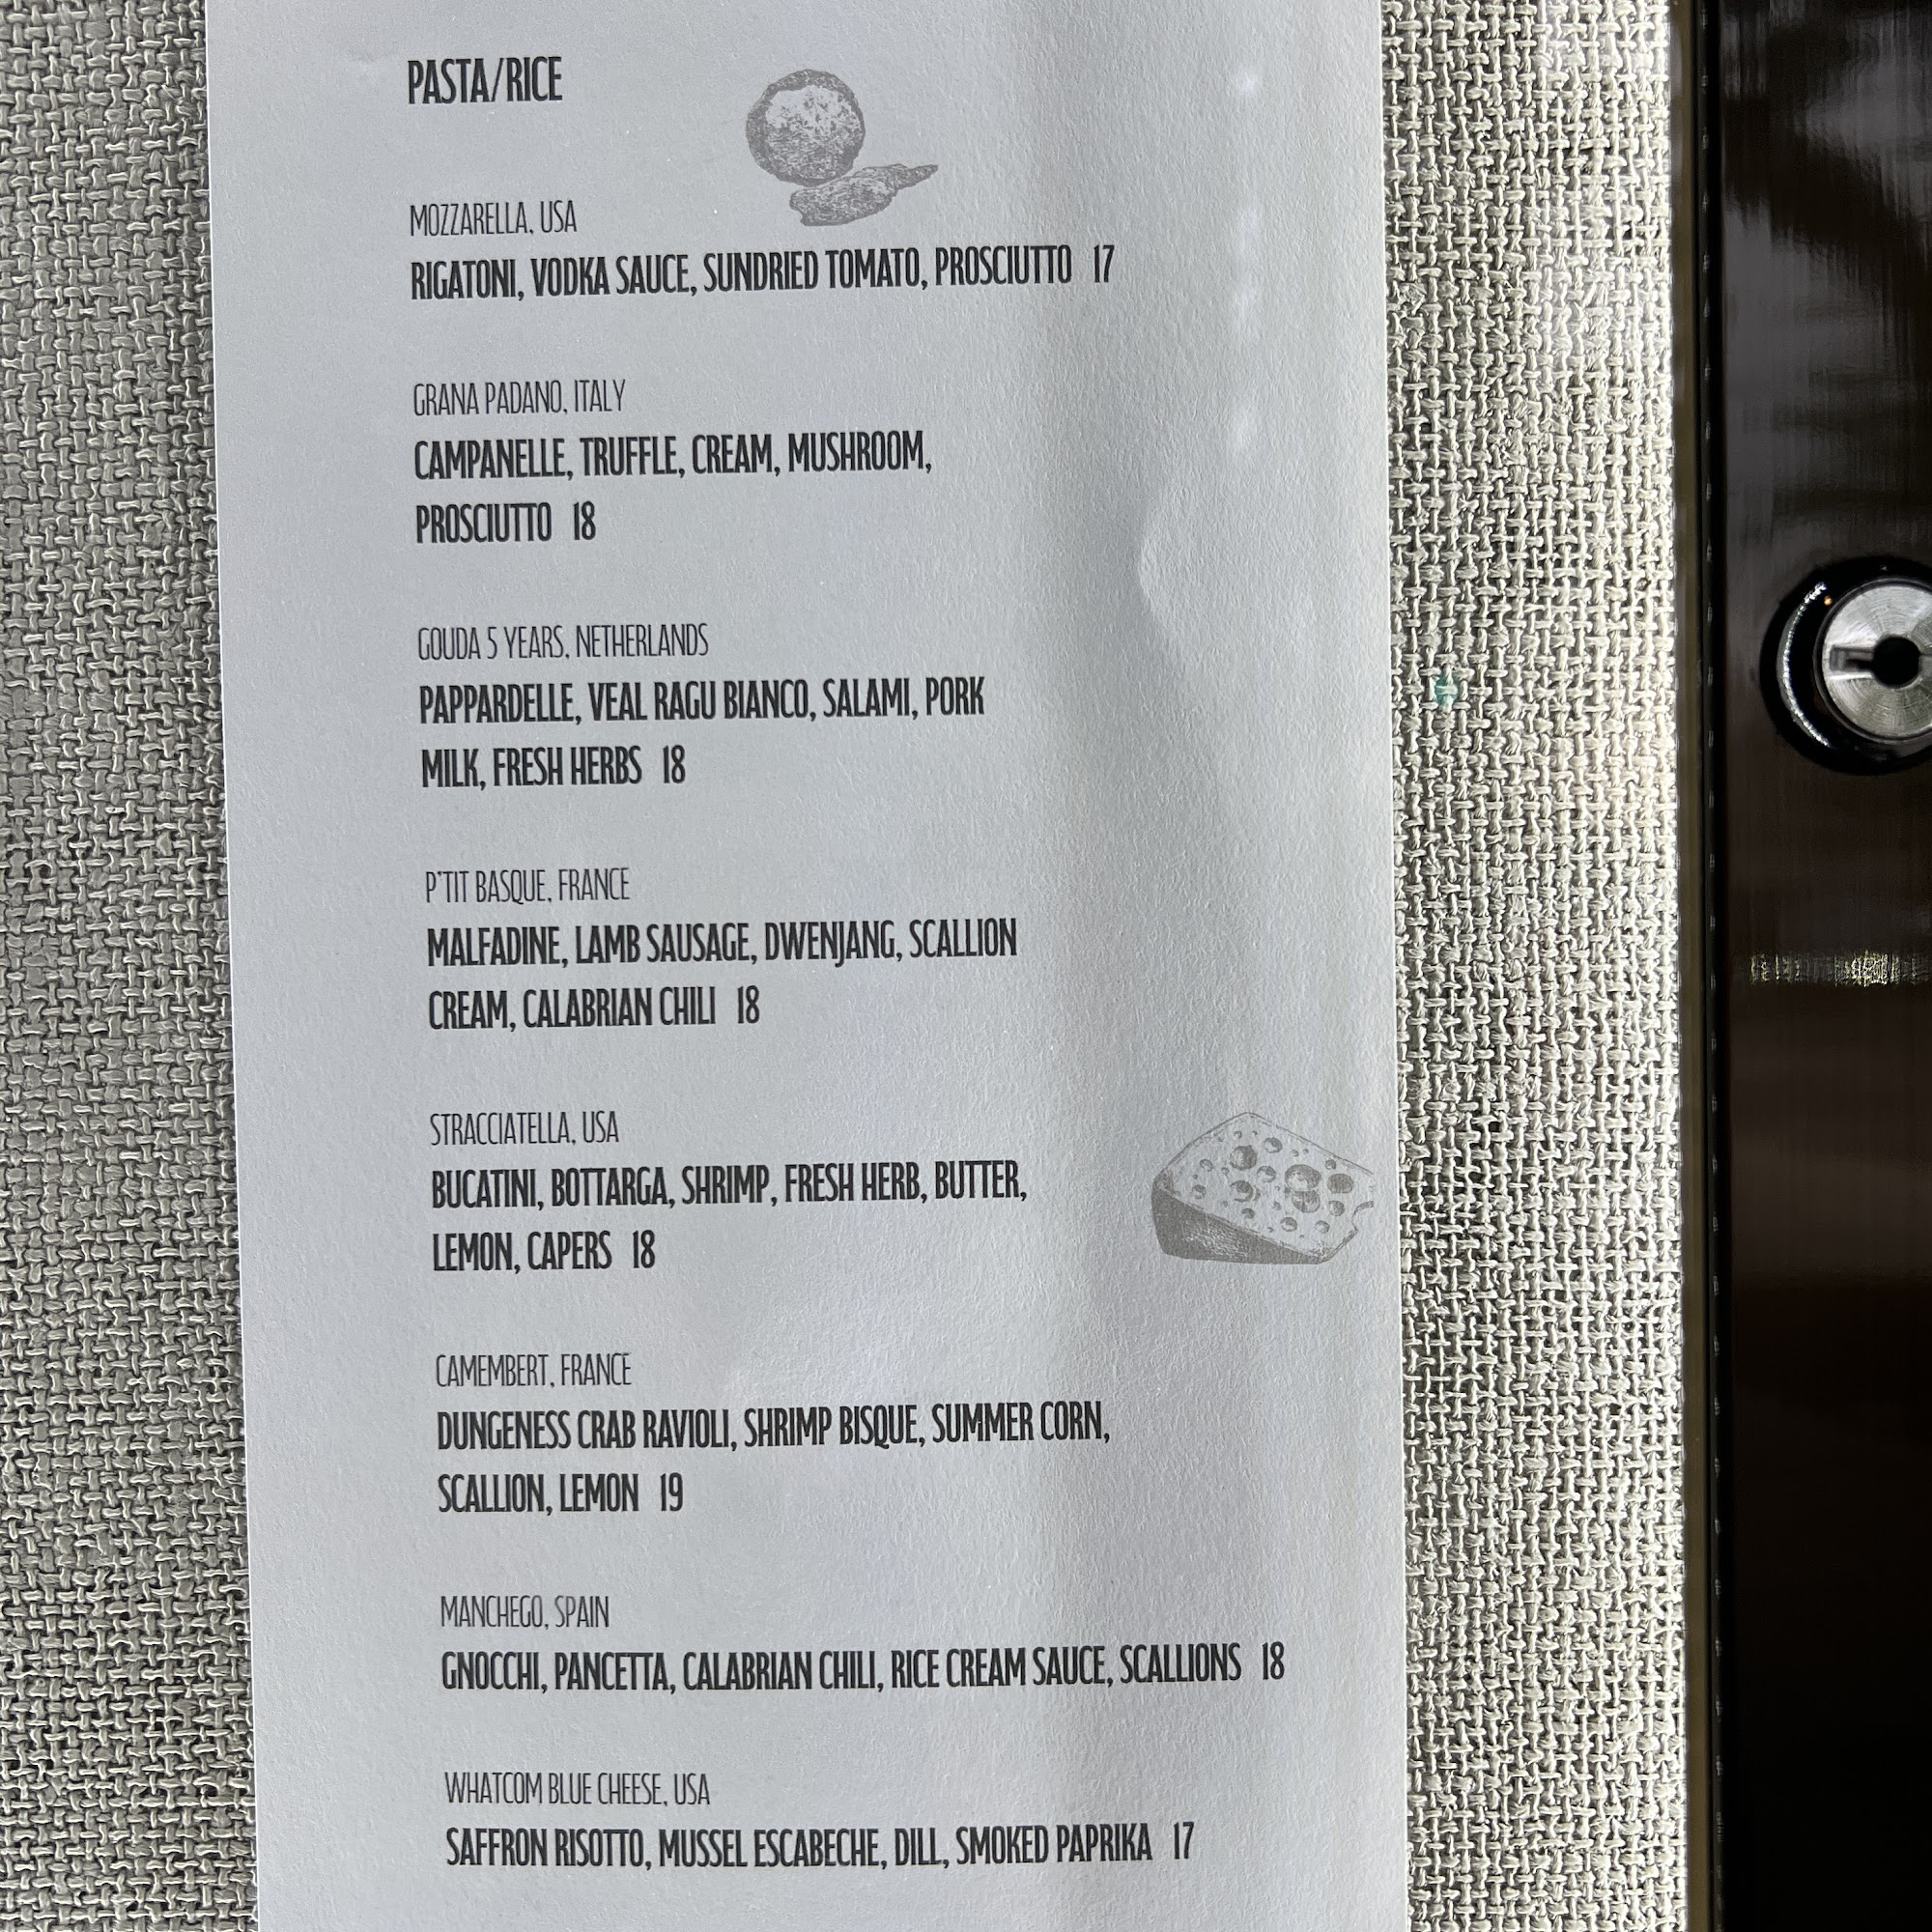 PASTA/RICE
MOZZARELLA, USA
RIGATONI, VODKA SAUCE, SUNDRIED TOMATO, PROSCIUTTO 17
GRANA PADANO, ITALY
CAMPANELLE, TRUFFLE, CREAM, MUSHROOM,
PROSCIUTTO 18
GOUDA 5 YEARS, NETHERLANDS
PAPPARDELLE, VEAL RAGU BIANCO, SALAMI, PORK
MILK, FRESH HERBS 18
P'TIT BASQUE, FRANCE
MALFADINE, LAMB SAUSAGE, DWENJANG, SCALLION
CREAM, CALABRIAN CHILI 18
STRACCIATELLA, USA
BUCATINI, BOTTARGA, SHRIMP, FRESH HERB, BUTTER,
LEMON, CAPERS 18
CAMEMBERT, FRANCE
DUNGENESS CRAB RAVIOLI, SHRIMP BISQUE, SUMMER CORN,
SCALLION, LEMON 19
MANCHEGO, SPAIN
GNOCCHI, PANCETTA, CALABRIAN CHILI, RICE CREAM SAUCE, SCALLIONS 18
WHATCOM BLUE CHEESE, USA
SAFFRON RISOTTO, MUSSEL ESCABECHE, DILL, SMOKED PAPRIKA 17